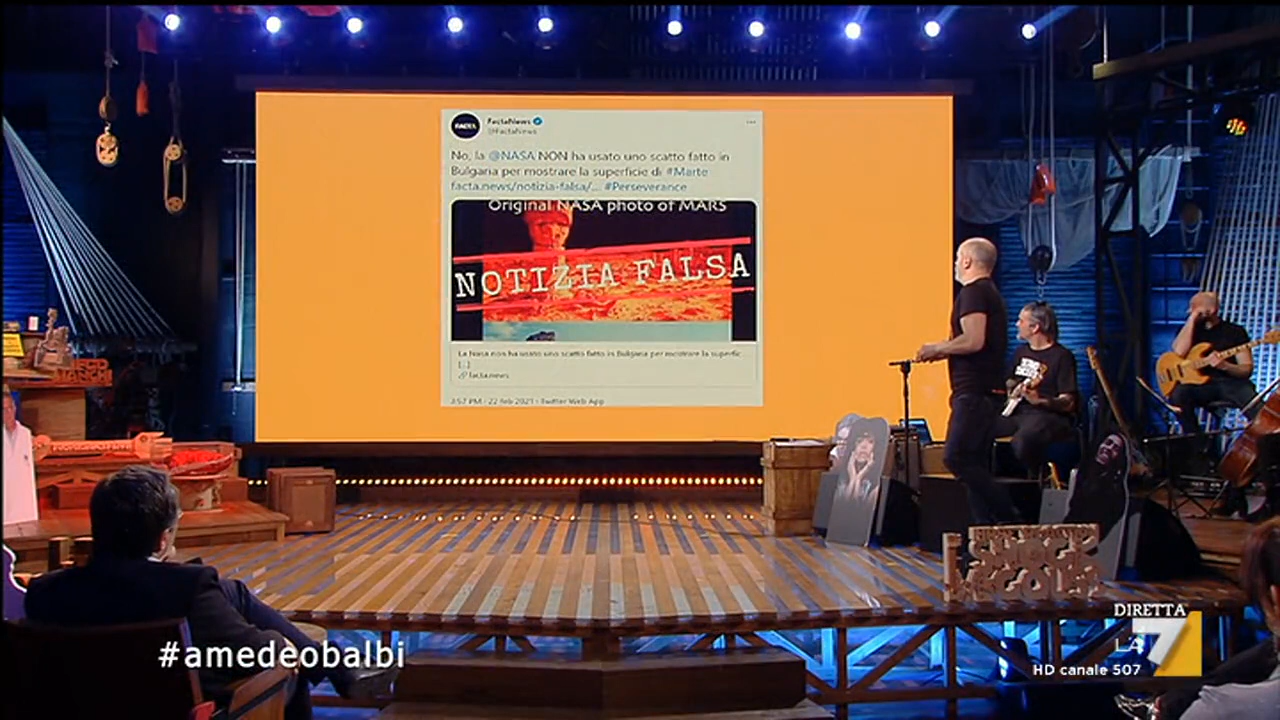 FACTA
FactaNews
@FactaNews
No, la @NASA NON ha usato uno scatto fatto in
Bulgaria per mostrare la superficie di #Marte
facta.news/notizia-falsa/... #Perseverance
Original NASA photo of MARS
NOTIZIA FALSA
La Nasa non ha usato uno scatto fatto in Bulgaria per mostrare la superfic
[...]
facta.news
3:57 PM · 22 feb 2021 · Twitter Web App
DIEGO
BIANCHI
#amedeobalbi
DIRETTA
LA7
HD canale 507